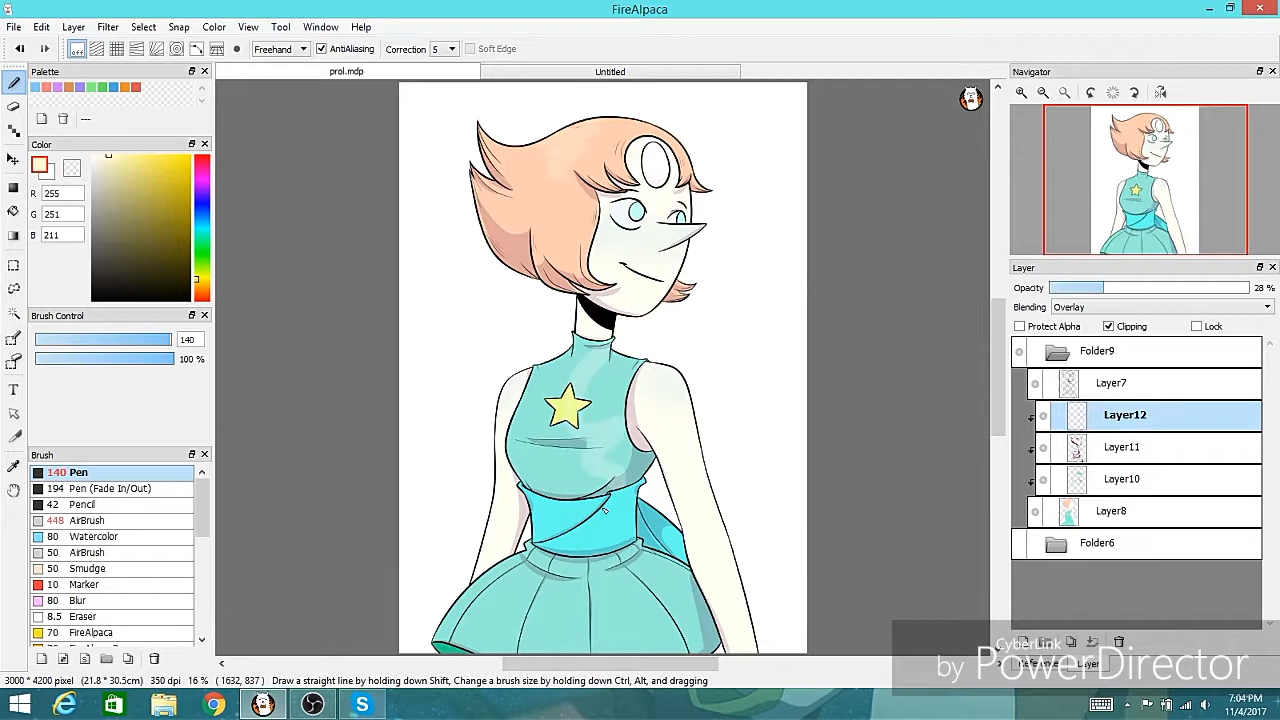 FireAlpaca
File Edit View Layer Filter Select Snap Color View Tool Window Help
off Freehand AntiAliasing Correction 5 Soft Edge
Palette prol.mdp Untitled Navigator
---
Color
R 255
G 251
B 211
Layer
Opacity 28 %
Blending Overlay
Protect Alpha Clipping Lock
Brush Control
140
100 %
Folder9
Layer7
Layer12
Layer11
Layer10
Layer8
Folder6
Brush
140 Pen
194 Pen (Fade In/Out)
42 Pencil
448 AirBrush
80 Watercolor
50 AirBrush
50 Smudge
10 Marker
80 Blur
8.5 Eraser
70 FireAlpaca
CyberLink
by PowerDirector
Reference Layer
3000 * 4200 pixel (21.8 * 30.5cm) 350 dpi 16 % ( 1632, 837 ) Draw a straight line by holding down Shift, Change a brush size by holding down Ctrl, Alt, and dragging
7:04 PM
11/4/2017